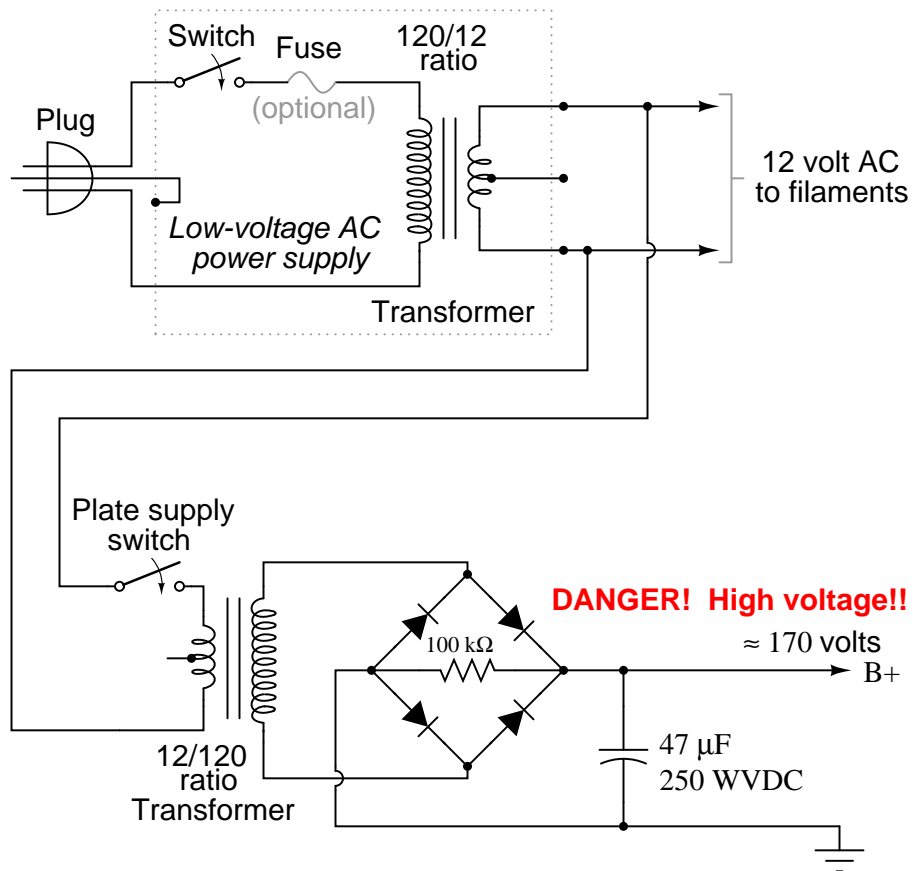 Switch
Fuse
(optional)
120/12
ratio
Plug
Low-voltage AC
power supply
12 volt AC
to filaments
Transformer
Plate supply
switch
DANGER!  High voltage!!
≈ 170 volts
B+
100 kΩ
47 μF
250 WVDC
12/120
ratio
Transformer